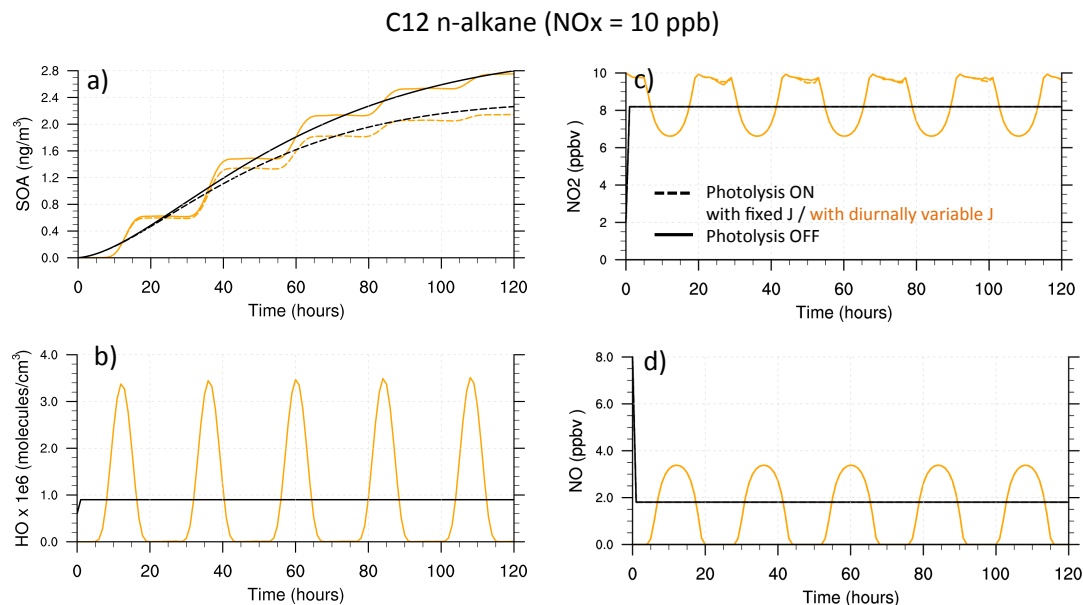 C12 n-alkane (NOx = 10 ppb)
a)
SOA (ng/m³)
2.8
2.4
2.0
1.6
1.2
0.8
0.4
0.0
0 20 40 60 80 100 120
Time (hours)
c)
NO2 (ppbv)
10
8
6
4
2
0
Photolysis ON
with fixed J / with diurnally variable J
Photolysis OFF
0 20 40 60 80 100 120
Time (hours)
b)
HO x 1e6 (molecules/cm³)
4.0
3.0
2.0
1.0
0.0
0 20 40 60 80 100 120
Time (hours)
d)
NO (ppbv)
8.0
6.0
4.0
2.0
0.0
0 20 40 60 80 100 120
Time (hours)